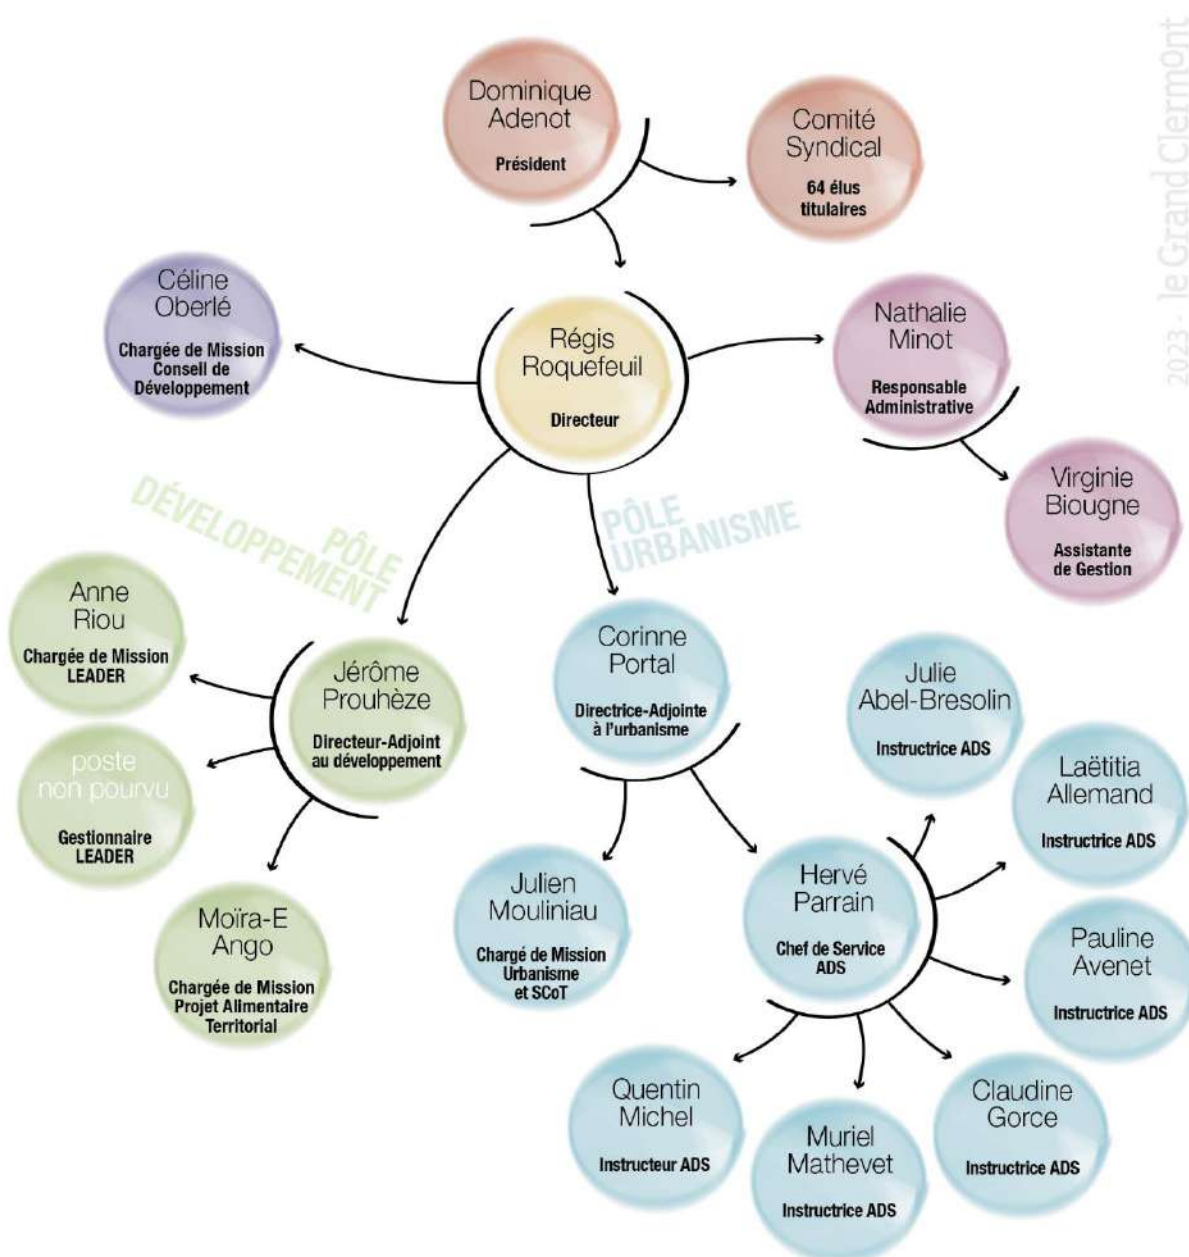 2023 - le Grand Clermont
Dominique
Adenot
Président
Comité
Syndical
64 élus
titulaires
Céline
Oberlé
Chargée de Mission
Conseil de
Développement
Régis
Roquefeuil
Directeur
Nathalie
Minot
Responsable
Administrative
Virginie
Biougne
Assistante
de Gestion
PÔLE
DÉVELOPPEMENT
PÔLE
URBANISME
Anne
Riou
Chargée de Mission
LEADER
poste
non pourvu
Gestionnaire
LEADER
Jérôme
Prouhèze
Directeur-Adjoint
au développement
Moïra-E
Ango
Chargée de Mission
Projet Alimentaire
Territorial
Corinne
Portal
Directrice-Adjointe
à l'urbanisme
Julien
Mouliniau
Chargé de Mission
Urbanisme
et SCoT
Hervé
Parrain
Chef de Service
ADS
Julie
Abel-Bresolin
Instructrice ADS
Laëtitia
Allemand
Instructrice ADS
Pauline
Avenet
Instructrice ADS
Claudine
Gorce
Instructrice ADS
Muriel
Mathevet
Instructrice ADS
Quentin
Michel
Instructeur ADS